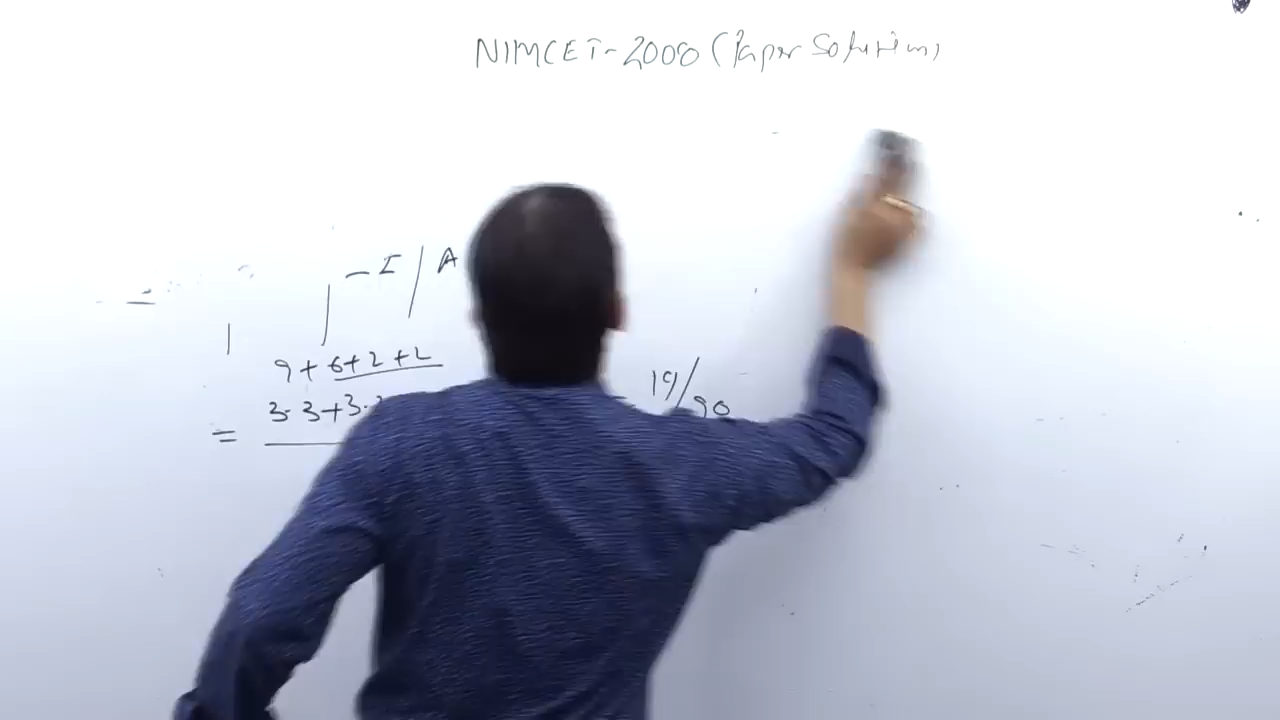 NIMCET-2008 (Paper Solution)
- I / A
9 + 6 + 2 + 2
3.3+3.
=
19/90